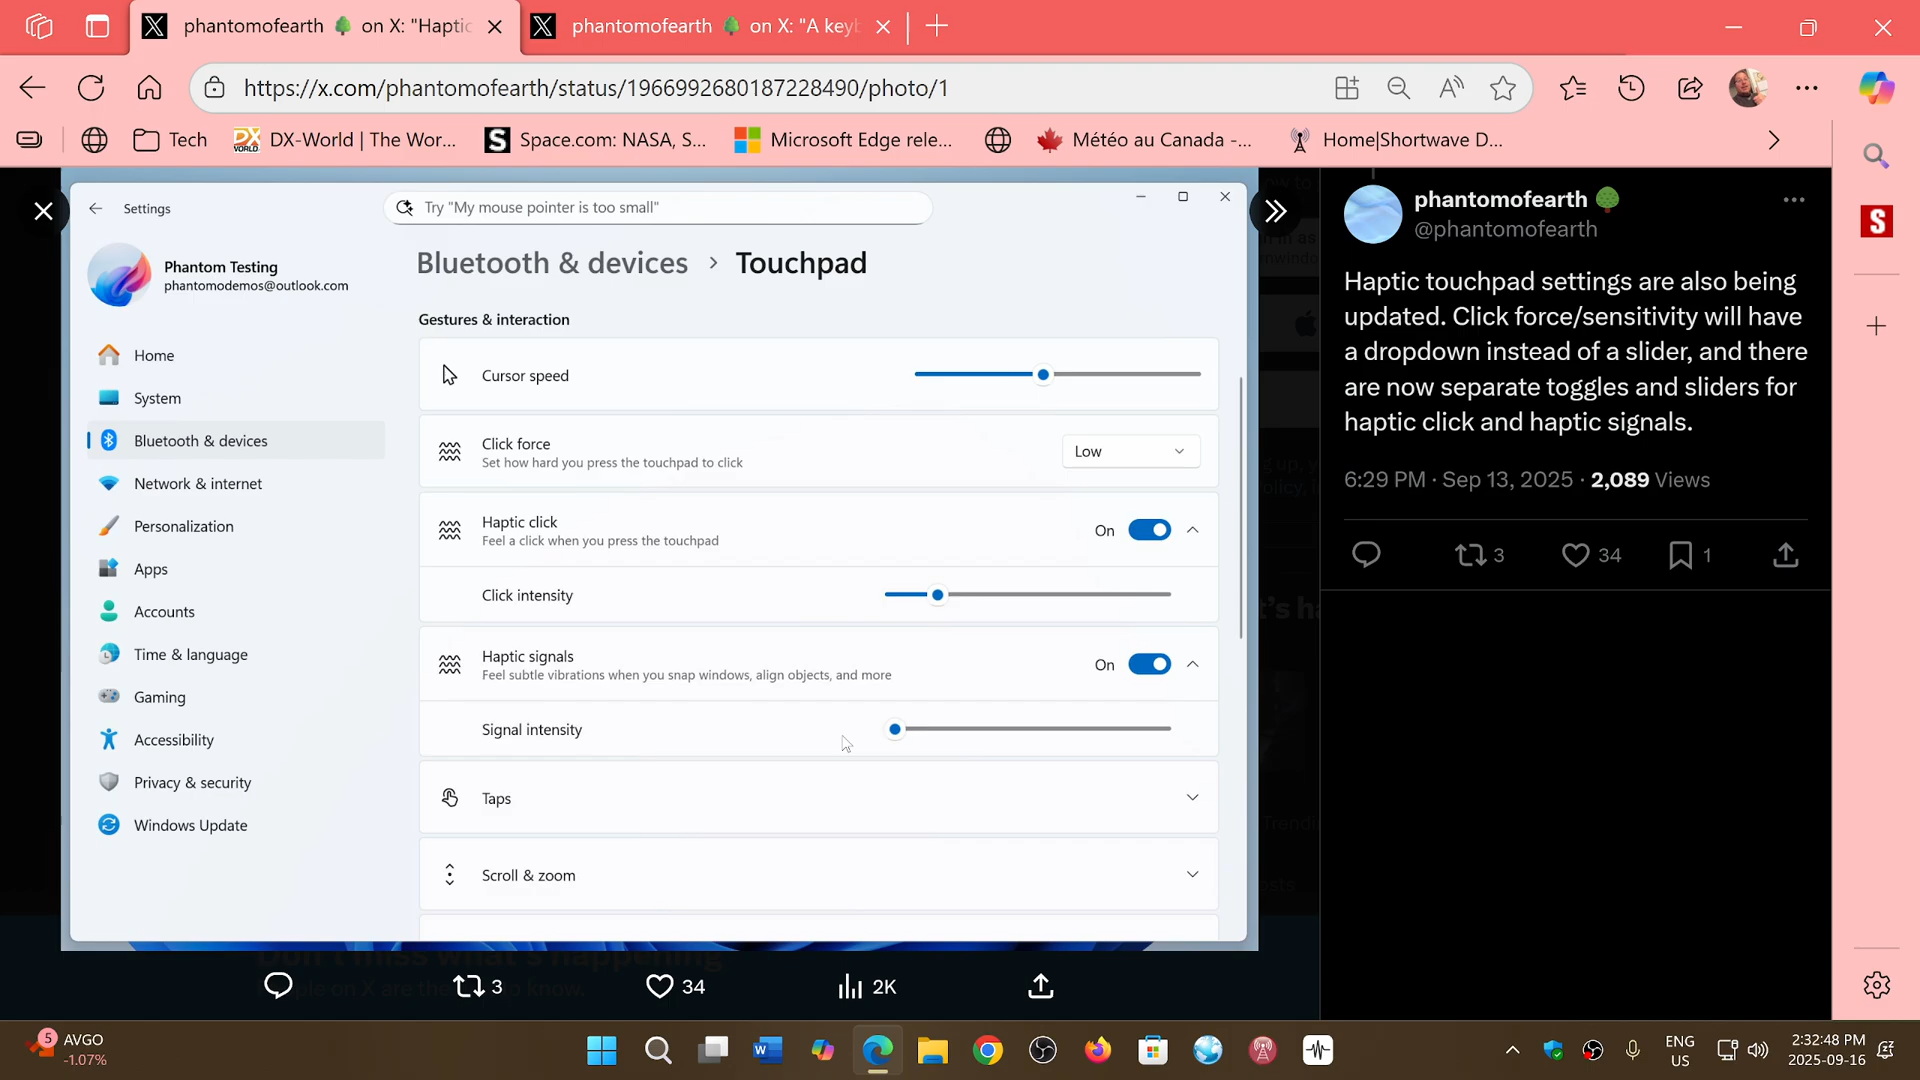 phantomofearth 🌳 on X: "Haptic
phantomofearth 🌳 on X: "A keyb
https://x.com/phantomofearth/status/1966992680187228490/photo/1
Tech
DX-World | The Wor...
Space.com: NASA, S...
Microsoft Edge rele...
Météo au Canada -...
Home|Shortwave D...
Settings
Try "My mouse pointer is too small"
Phantom Testing
phantomodemos@outlook.com
Home
System
Bluetooth & devices
Network & internet
Personalization
Apps
Accounts
Time & language
Gaming
Accessibility
Privacy & security
Windows Update
Bluetooth & devices > Touchpad
Gestures & interaction
Cursor speed
Click force
Set how hard you press the touchpad to click
Low
Haptic click
Feel a click when you press the touchpad
On
Click intensity
Haptic signals
Feel subtle vibrations when you snap windows, align objects, and more
On
Signal intensity
Taps
Scroll & zoom
Don't miss what's happening
3
34
2K
phantomofearth 🌳
@phantomofearth
Haptic touchpad settings are also being
updated. Click force/sensitivity will have
a dropdown instead of a slider, and there
are now separate toggles and sliders for
haptic click and haptic signals.
6:29 PM · Sep 13, 2025 · 2,089 Views
3
34
1
5
AVGO
-1.07%
ENG
US
2:32:48 PM
2025-09-16